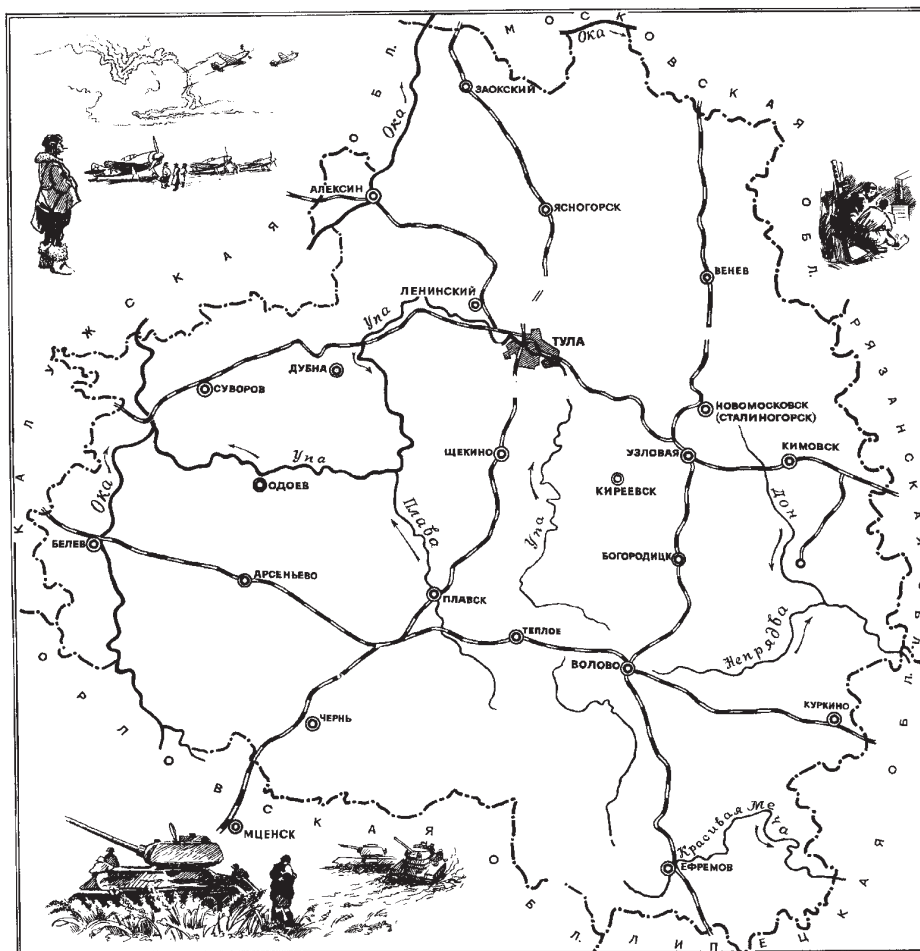 МОСКОВСКАЯ ОБЛ.
Ока
ЗАОКСКИЙ
Ока
АЛЕКСИН
ЯСНОГОРСК
КАЛУЖСКАЯ ОБЛ.
ЛЕНИНСКИЙ
ВЕНЕВ
РЯЗАНСКАЯ ОБЛ.
Упа
ТУЛА
ДУБНА
СУВОРОВ
НОВОМОСКОВСК
(СТАЛИНОГОРСК)
ЩЕКИНО
УЗЛОВАЯ
КИМОВСК
Упа
ОДОЕВ
КИРЕЕВСК
Дон
Ока
Плава
Упа
БЕЛЕВ
АРСЕНЬЕВО
БОГОРОДИЦК
ПЛАВСК
ТЕПЛОЕ
ВОЛОВО
Непрядва
КУРКИНО
ЧЕРНЬ
ОРЛОВСКАЯ ОБЛ.
МЦЕНСК
Красивая Меча
ЕФРЕМОВ
ЛИПЕЦКАЯ ОБЛ.